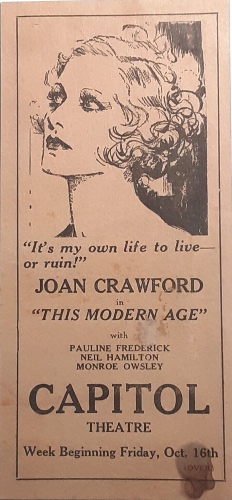 "It's my own life to live—
or ruin!"
JOAN CRAWFORD
in
"THIS MODERN AGE"
with
PAULINE FREDERICK
NEIL HAMILTON
MONROE OWSLEY
CAPITOL
THEATRE
Week Beginning Friday, Oct. 16th
(OVER)